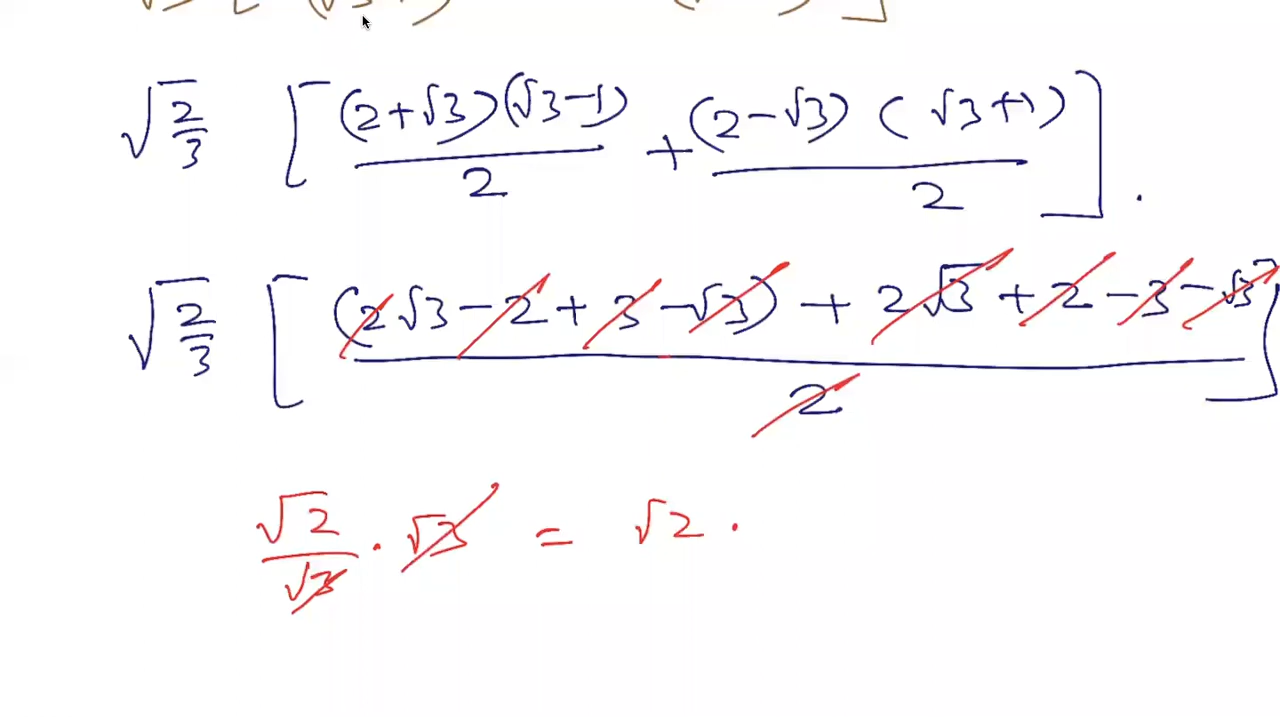 √(2/3) [ (2+√3)(√3−1)/2 + (2−√3)(√3+1)/2 ] .
√(2/3) [ (2√3−2+3−√3) + 2√3+2−3−√3 / 2 ]
√2/√3 · √3 = √2 .